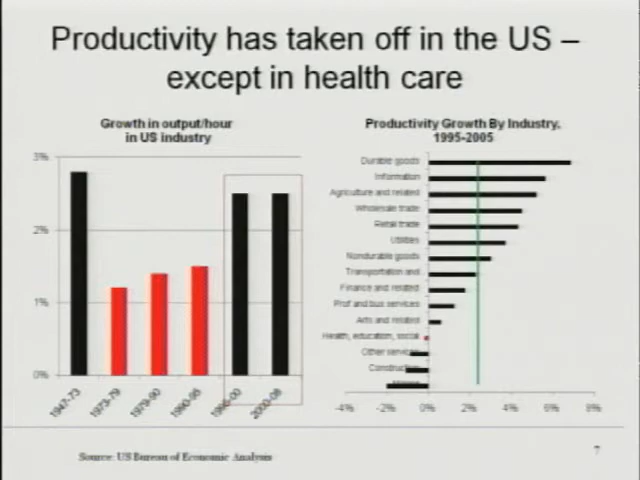 Productivity has taken off in the US –
except in health care
Growth in output/hour
in US industry
3%
2%
1%
0%
1947-73
1973-79
1979-90
1990-95
1995-00
2000-08
Productivity Growth By Industry,
1995-2005
Durable goods
Information
Agriculture and related
Wholesale trade
Retail trade
Utilities
Nondurable goods
Transportation and
Finance and related
Prof and bus services
Arts and related
Health, education, social
Other services
-4%
-2%
0%
2%
4%
6%
8%
Source: US Bureau of Economic Analysis
7